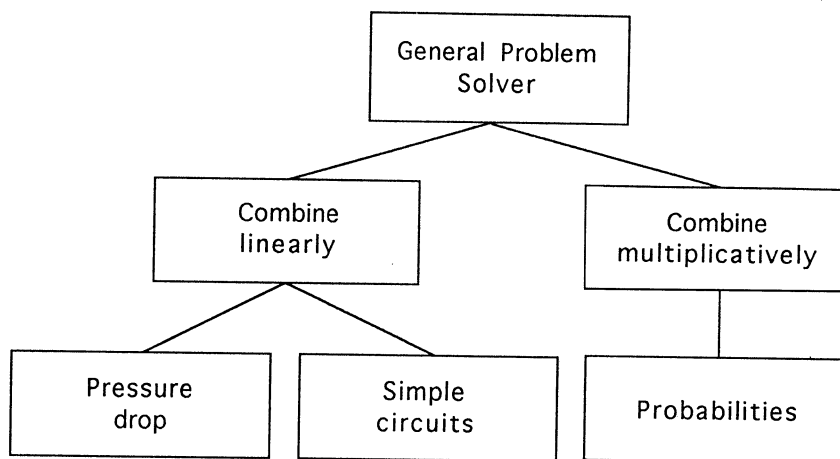 General Problem
Solver
Combine
linearly
Combine
multiplicatively
Pressure
drop
Simple
circuits
Probabilities